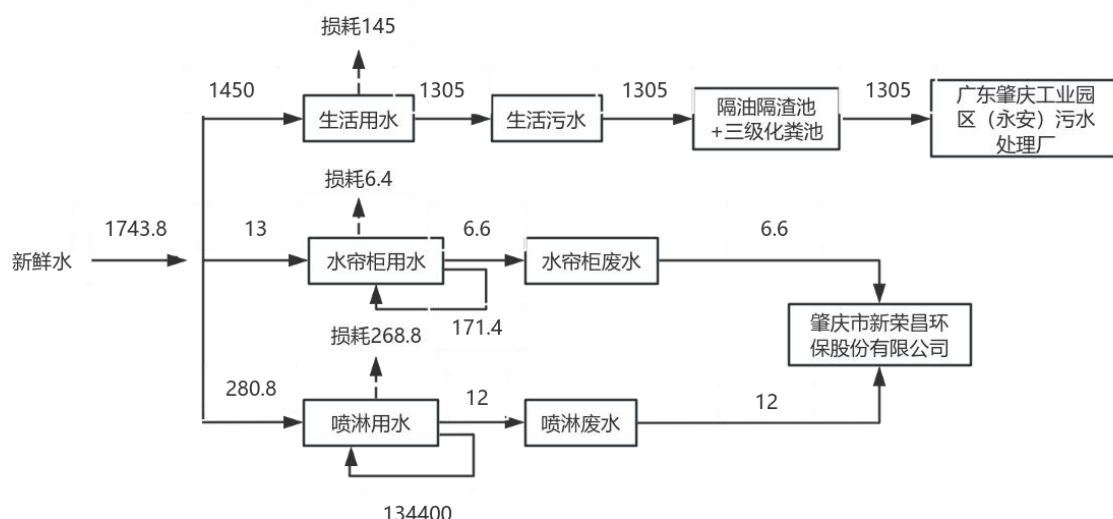 损耗145
1450
生活用水
1305
生活污水
1305
隔油隔渣池
+三级化粪池
1305
广东肇庆工业园
区（永安）污水
处理厂
损耗6.4
新鲜水
1743.8
13
水帘柜用水
6.6
水帘柜废水
6.6
171.4
肇庆市新荣昌环
保股份有限公司
损耗268.8
280.8
喷淋用水
12
喷淋废水
12
134400